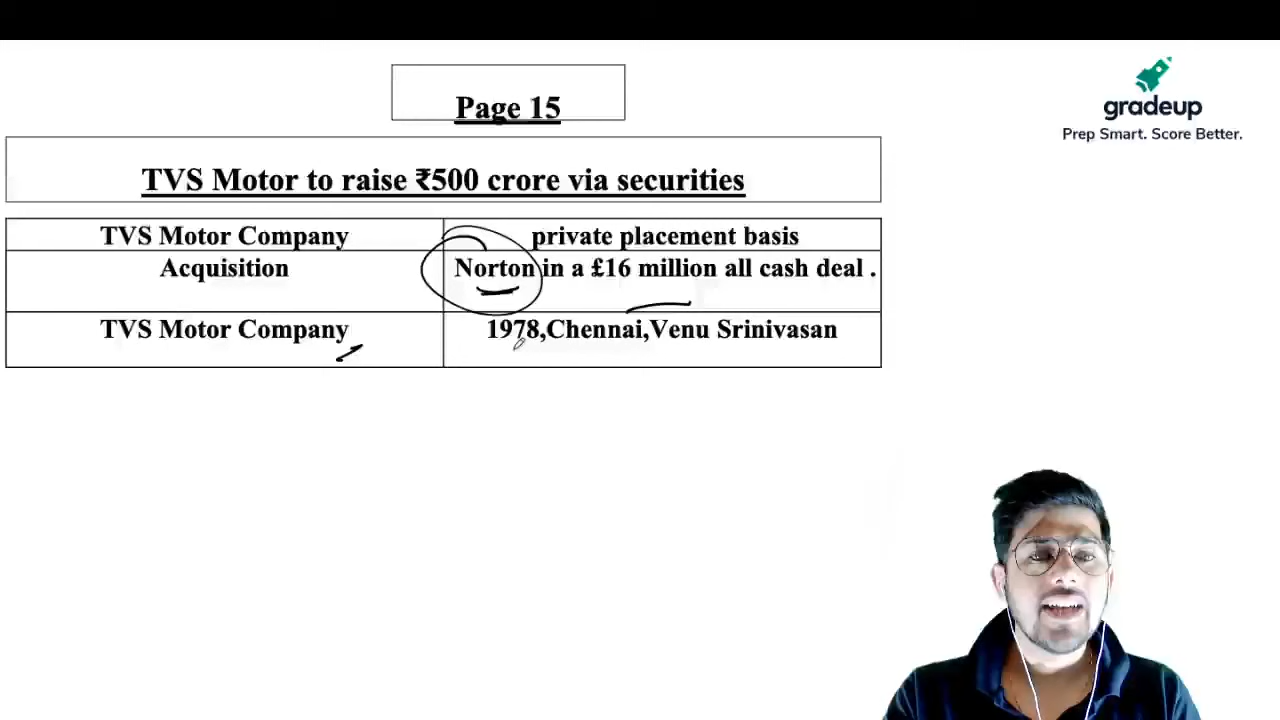 Page 15
gradeup
Prep Smart. Score Better.
TVS Motor to raise ₹500 crore via securities
TVS Motor Company private placement basis
Acquisition Norton in a £16 million all cash deal .
TVS Motor Company 1978,Chennai,Venu Srinivasan